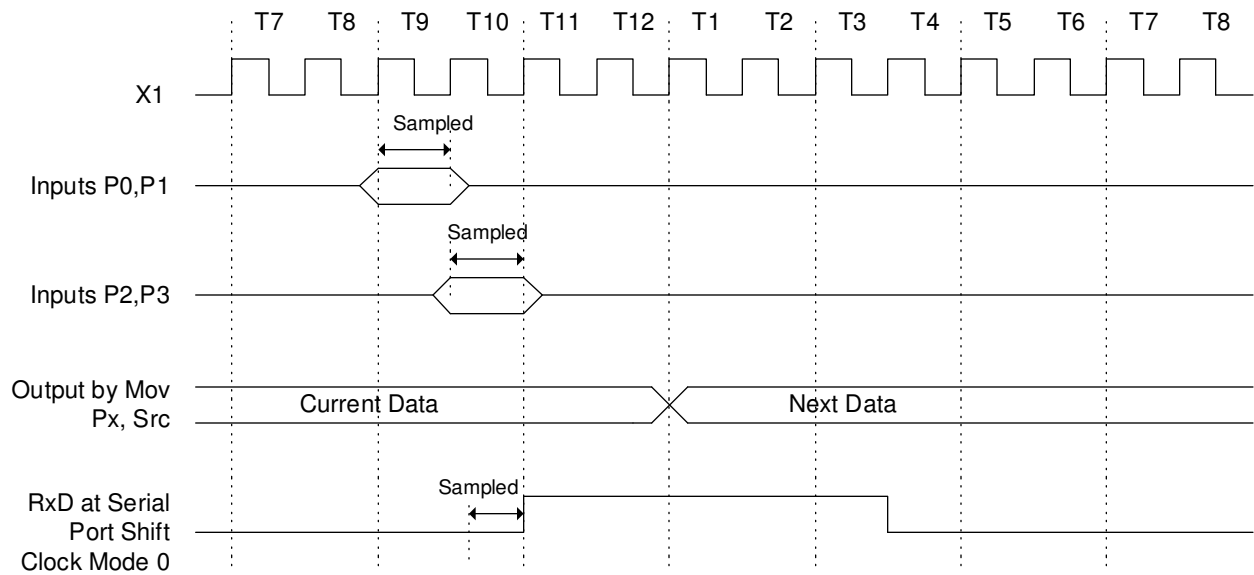 T7 T8 T9 T10 T11 T12 T1 T2 T3 T4 T5 T6 T7 T8
X1
Sampled
Inputs P0,P1
Sampled
Inputs P2,P3
Output by Mov
Px, Src
Current Data Next Data
Sampled
RxD at Serial
Port Shift
Clock Mode 0